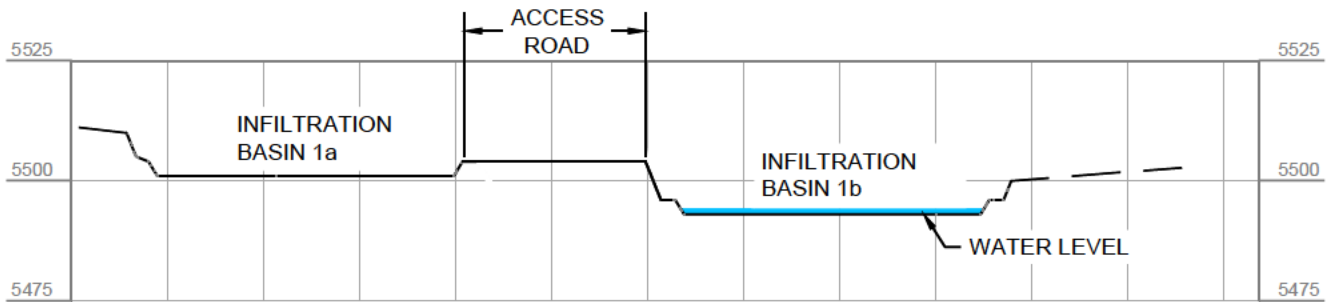 ACCESS
ROAD
5525
5525
INFILTRATION
BASIN 1a
INFILTRATION
BASIN 1b
5500
5500
WATER LEVEL
5475
5475